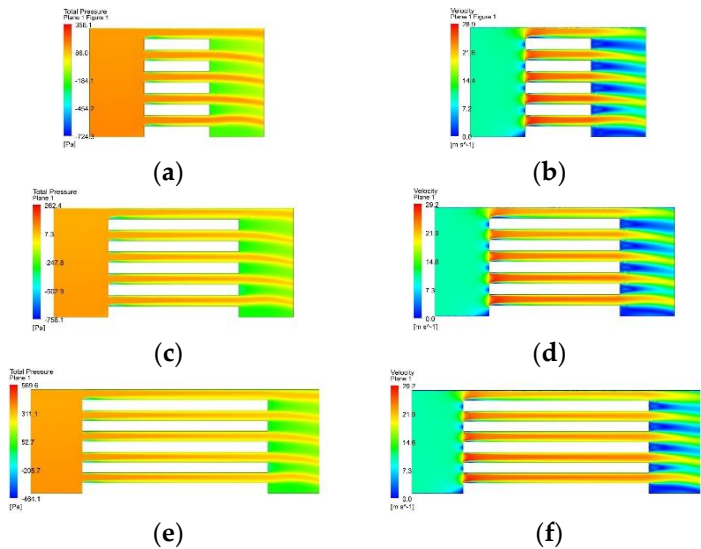 Total Pressure
Plane 1 Figure 1
356.1
86.0
-184.1
-454.2
-724.3
[Pa]
(a)
Velocity
Plane 1 Figure 1
28.9
21.6
14.4
7.2
0.0
[m s^-1]
(b)
Total Pressure
Plane 1
262.4
7.3
-247.8
-502.9
-758.1
[Pa]
(c)
Velocity
Plane 1
29.2
21.9
14.6
7.3
0.0
[m s^-1]
(d)
Total Pressure
Plane 1
569.6
311.1
52.7
-205.7
-464.1
[Pa]
(e)
Velocity
Plane 1
29.2
21.9
14.6
7.3
0.0
[m s^-1]
(f)